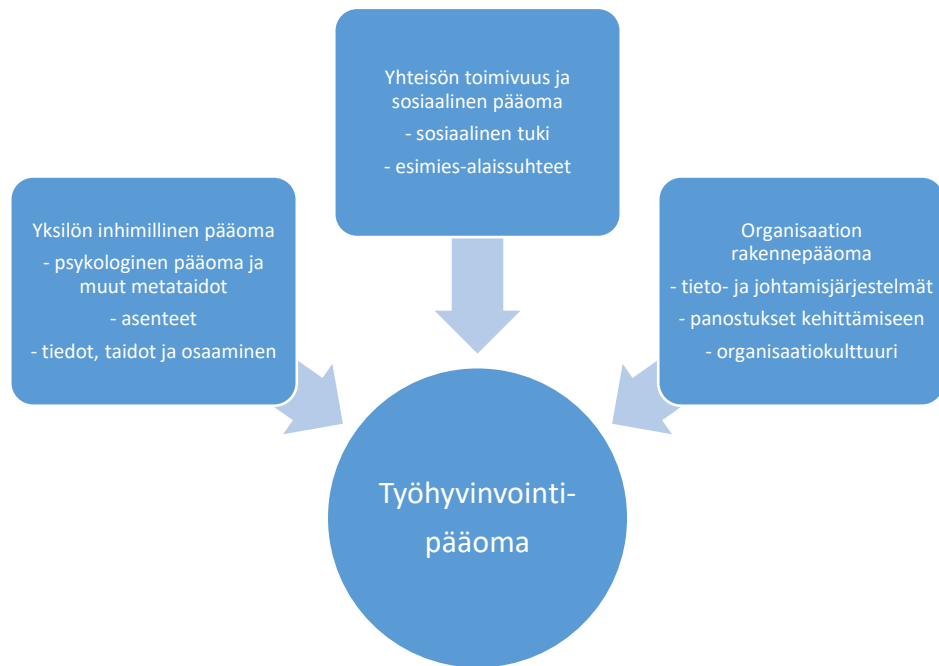 Yhteisön toimivuus ja
sosiaalinen pääoma
- sosiaalinen tuki
- esimies-alaissuhteet
Yksilön inhimillinen pääoma
- psykologinen pääoma ja
muut metataidot
- asenteet
- tiedot, taidot ja osaaminen
Organisaation
rakennepääoma
- tieto- ja johtamisjärjestelmät
- panostukset kehittämiseen
- organisaatiokulttuuri
Työhyvinvointi-
pääoma